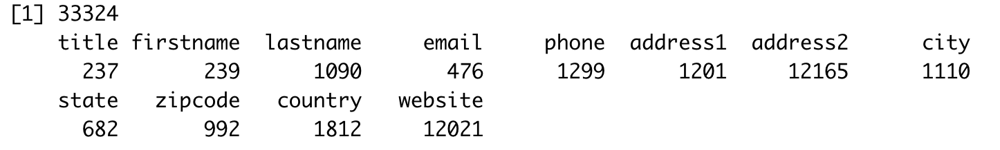 [1] 33324
title firstname lastname email phone address1 address2 city
237 239 1090 476 1299 1201 12165 1110
state zipcode country website
682 992 1812 12021